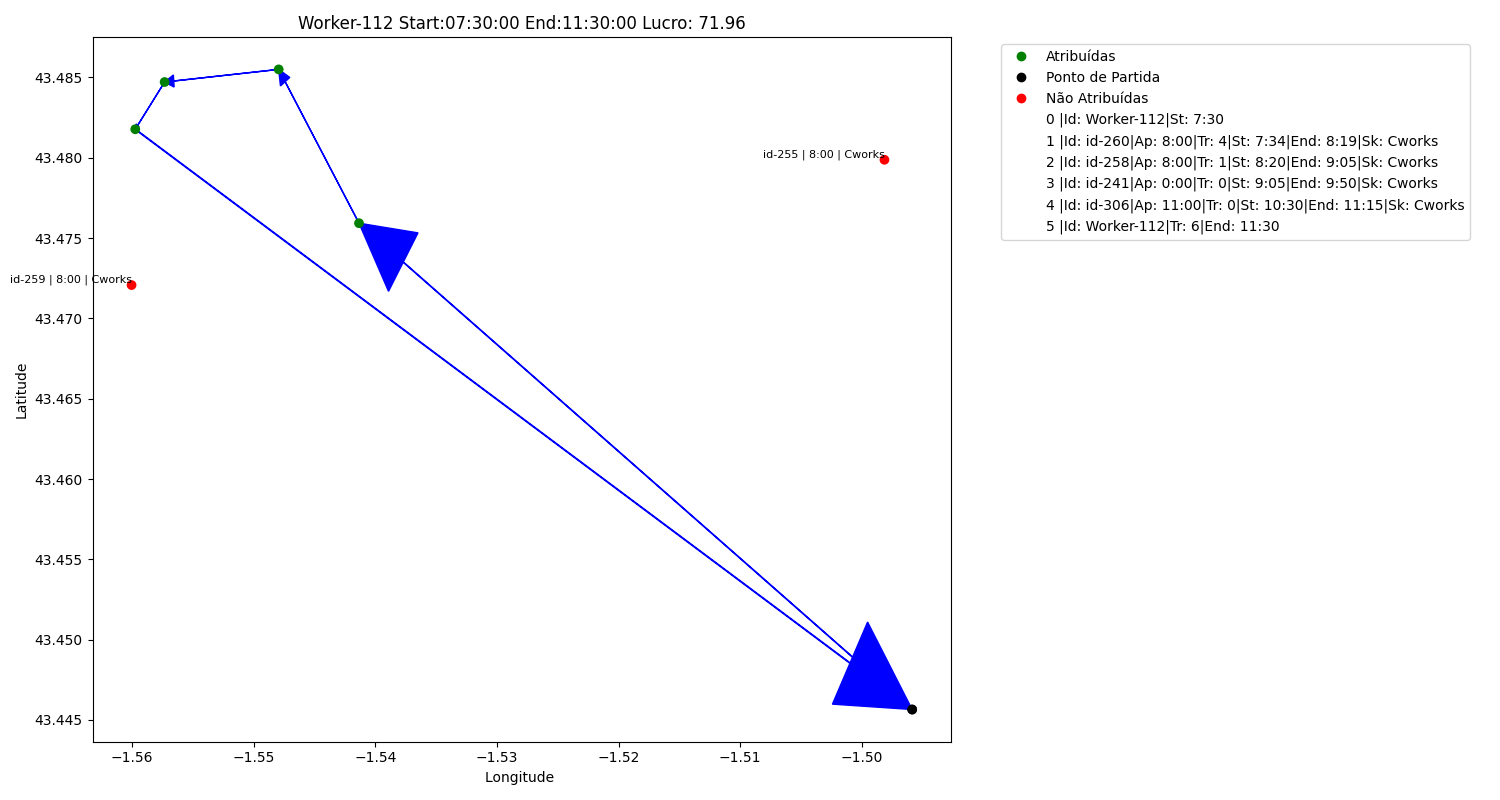 Worker-112 Start:07:30:00 End:11:30:00 Lucro: 71.96
Atribuídas
Ponto de Partida
Não Atribuídas
0 |Id: Worker-112|St: 7:30
1 |Id: id-260|Ap: 8:00|Tr: 4|St: 7:34|End: 8:19|Sk: Cworks
2 |Id: id-258|Ap: 8:00|Tr: 1|St: 8:20|End: 9:05|Sk: Cworks
3 |Id: id-241|Ap: 0:00|Tr: 0|St: 9:05|End: 9:50|Sk: Cworks
4 |Id: id-306|Ap: 11:00|Tr: 0|St: 10:30|End: 11:15|Sk: Cworks
5 |Id: Worker-112|Tr: 6|End: 11:30
id-255 | 8:00 | Cworks
id-259 | 8:00 | Cworks
Latitude
43.485
43.480
43.475
43.470
43.465
43.460
43.455
43.450
43.445
−1.56
−1.55
−1.54
−1.53
−1.52
−1.51
−1.50
Longitude